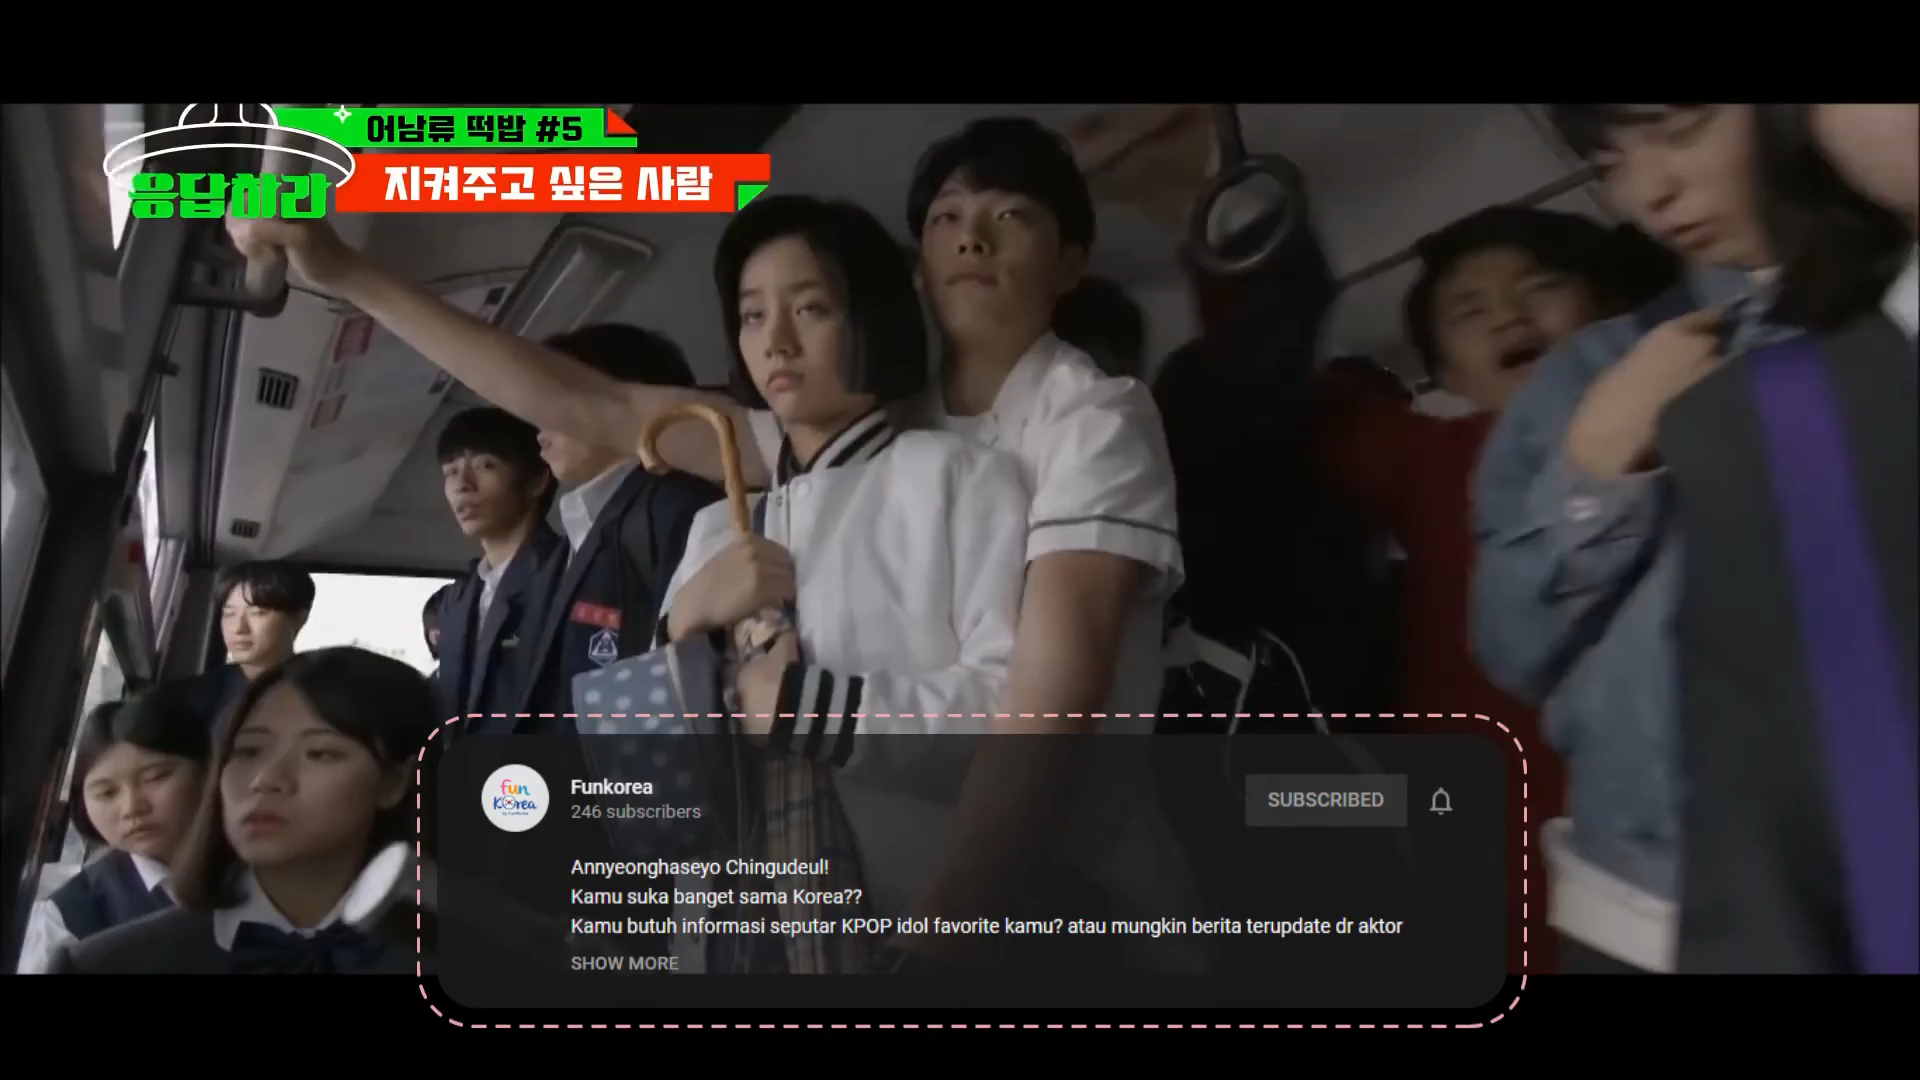 어남류 떡밥 #5
응답하라
지켜주고 싶은 사람
fun
Korea
Funkorea
246 subscribers
SUBSCRIBED
Annyeonghaseyo Chingudeul!
Kamu suka banget sama Korea??
Kamu butuh informasi seputar KPOP idol favorite kamu? atau mungkin berita terupdate dr aktor
SHOW MORE